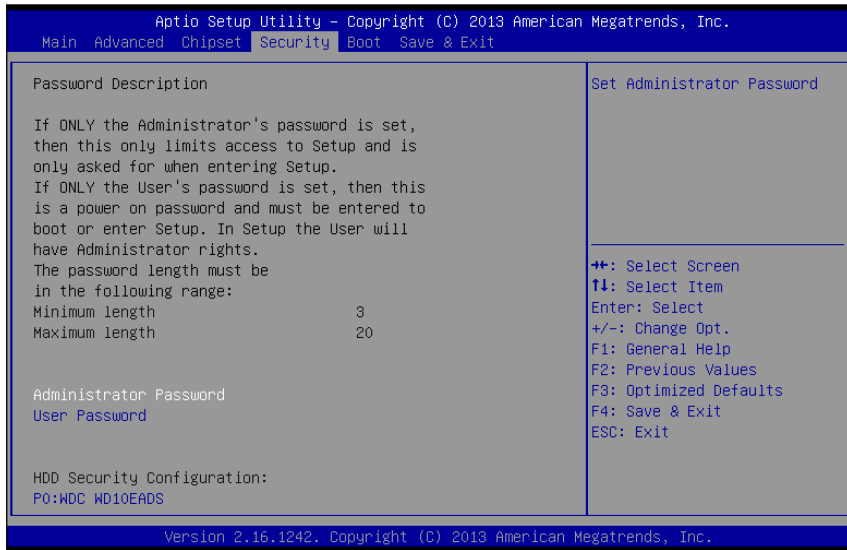 Aptio Setup Utility – Copyright (C) 2013 American Megatrends, Inc.
Main Advanced Chipset Security Boot Save & Exit
Password Description
If ONLY the Administrator's password is set,
then this only limits access to Setup and is
only asked for when entering Setup.
If ONLY the User's password is set, then this
is a power on password and must be entered to
boot or enter Setup. In Setup the User will
have Administrator rights.
The password length must be
in the following range:
Minimum length 3
Maximum length 20
Administrator Password
User Password
HDD Security Configuration:
P0:WDC WD10EADS
Set Administrator Password
→←: Select Screen
↑↓: Select Item
Enter: Select
+/-: Change Opt.
F1: General Help
F2: Previous Values
F3: Optimized Defaults
F4: Save & Exit
ESC: Exit
Version 2.16.1242. Copyright (C) 2013 American Megatrends, Inc.